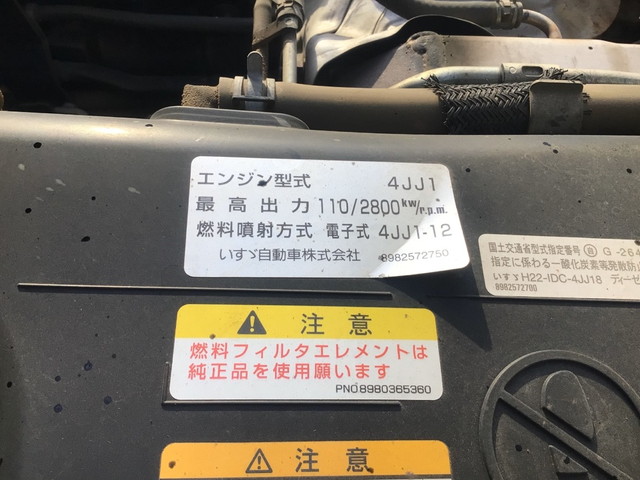 エンジン型式 4JJ1
最高出力 110/2800kw/r.p.m.
燃料噴射方式 電子式 4JJ1-12
いすゞ自動車株式会社 8982572750
国土交通省型式指定番号 Ⓑ G-264
指定に係わる一酸化炭素等発散防
いすゞH22-IDC-4JJ18 ディーゼ
8982572790
注意
燃料フィルタエレメントは
純正品を使用願います
PNO.8980365360
注意